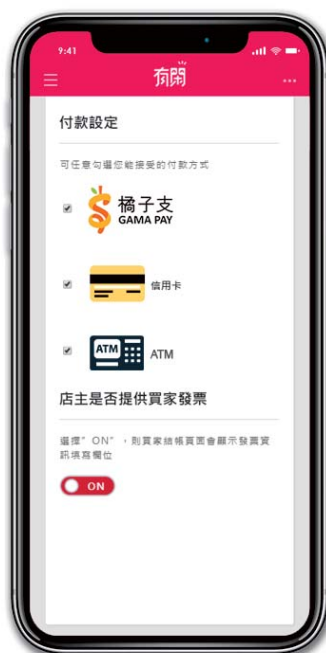 9:41
有閑
付款設定
可任意勾選您能接受的付款方式
橘子支
GAMA PAY
信用卡
ATM
ATM
店主是否提供買家發票
選擇"ON"，則買家結帳頁面會顯示發票資
訊填寫欄位
ON